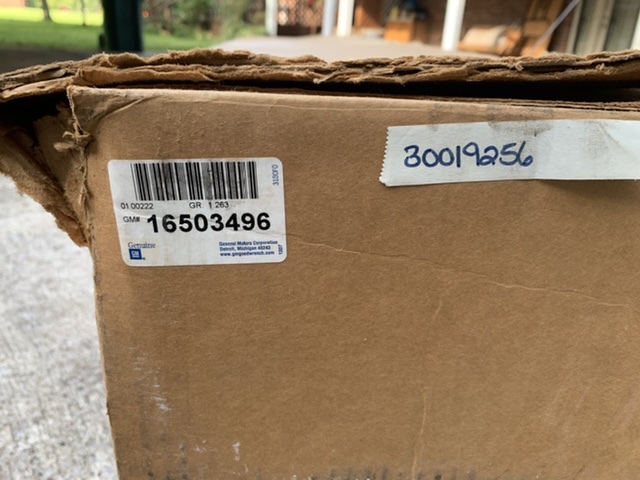 30019256
01 00222 GR. 1.263
GM# 16503496
Genuine
GM
General Motors Corporation
Detroit, Michigan 48243
www.gmgoodwrench.com